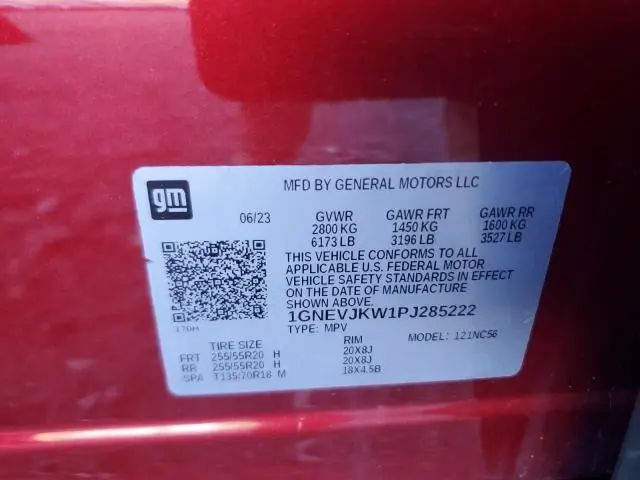 gm
MFD BY GENERAL MOTORS LLC
06/23 GVWR GAWR FRT GAWR RR
2800 KG 1450 KG 1600 KG
6173 LB 3196 LB 3527 LB
THIS VEHICLE CONFORMS TO ALL
APPLICABLE U.S. FEDERAL MOTOR
VEHICLE SAFETY STANDARDS IN EFFECT
ON THE DATE OF MANUFACTURE
SHOWN ABOVE.
1GNEVJKW1PJ285222
TYPE: MPV MODEL: 121NC56
TIRE SIZE RIM
FRT 255/55R20 H 20X8J
RR 255/55R20 H 20X8J
SPA T135/70R18 M 18X4.5B